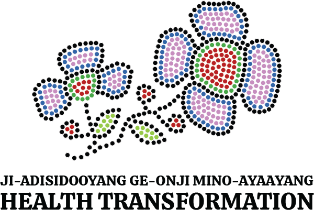 JI-ADISIDOOYANG GE-ONJI MINO-AYAAYANG
HEALTH TRANSFORMATION